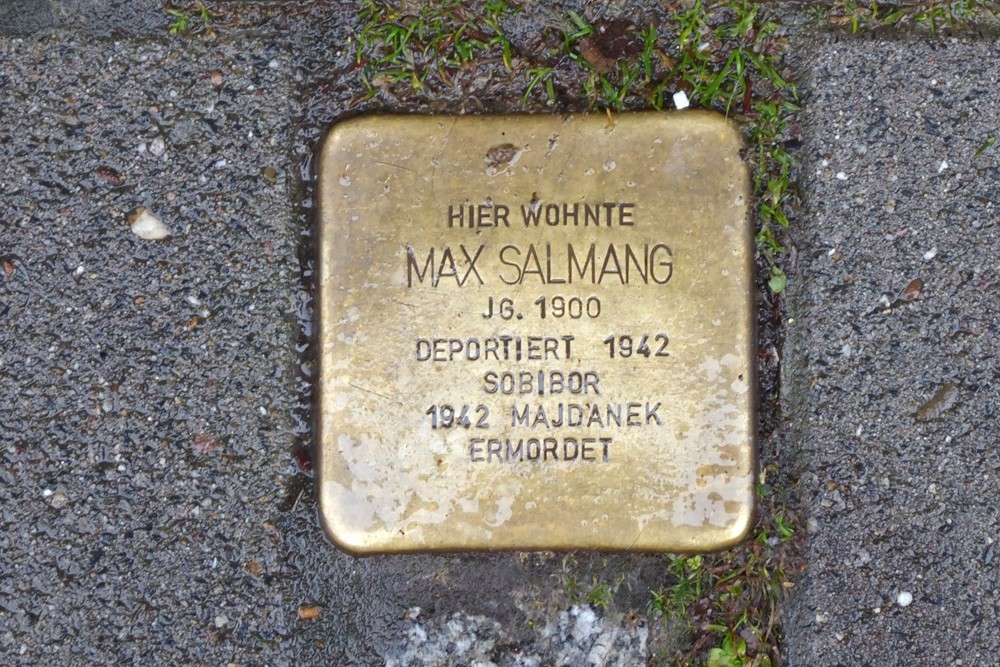 HIER WOHNTE
MAX SALMANG
JG. 1900
DEPORTIERT 1942
SOBIBOR
1942 MAJDANEK
ERMORDET